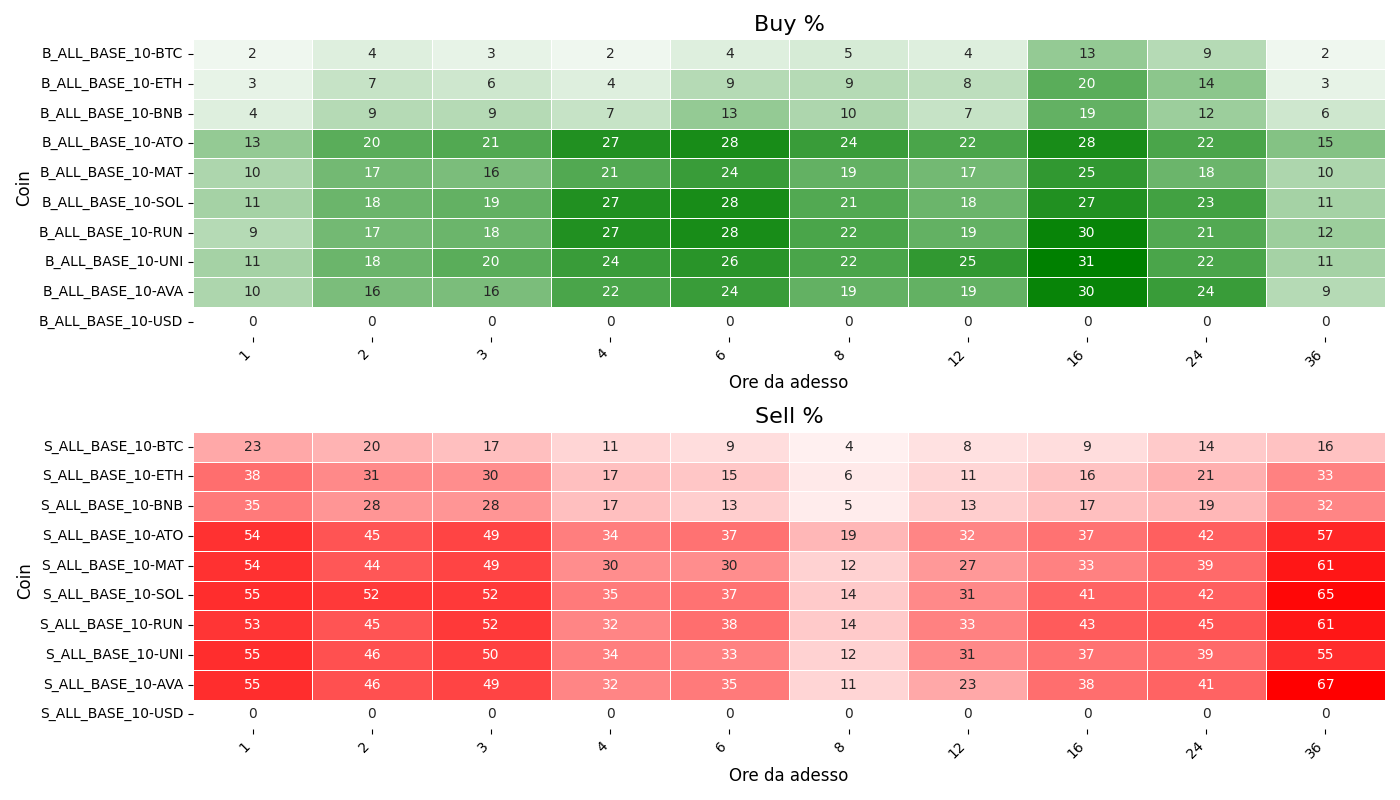 Buy %
Coin
B_ALL_BASE_10-BTC 2 4 3 2 4 5 4 13 9 2
B_ALL_BASE_10-ETH 3 7 6 4 9 9 8 20 14 3
B_ALL_BASE_10-BNB 4 9 9 7 13 10 7 19 12 6
B_ALL_BASE_10-ATO 13 20 21 27 28 24 22 28 22 15
B_ALL_BASE_10-MAT 10 17 16 21 24 19 17 25 18 10
B_ALL_BASE_10-SOL 11 18 19 27 28 21 18 27 23 11
B_ALL_BASE_10-RUN 9 17 18 27 28 22 19 30 21 12
B_ALL_BASE_10-UNI 11 18 20 24 26 22 25 31 22 11
B_ALL_BASE_10-AVA 10 16 16 22 24 19 19 30 24 9
B_ALL_BASE_10-USD 0 0 0 0 0 0 0 0 0 0
1 2 3 4 6 8 12 16 24 36
Ore da adesso
Sell %
Coin
S_ALL_BASE_10-BTC 23 20 17 11 9 4 8 9 14 16
S_ALL_BASE_10-ETH 38 31 30 17 15 6 11 16 21 33
S_ALL_BASE_10-BNB 35 28 28 17 13 5 13 17 19 32
S_ALL_BASE_10-ATO 54 45 49 34 37 19 32 37 42 57
S_ALL_BASE_10-MAT 54 44 49 30 30 12 27 33 39 61
S_ALL_BASE_10-SOL 55 52 52 35 37 14 31 41 42 65
S_ALL_BASE_10-RUN 53 45 52 32 38 14 33 43 45 61
S_ALL_BASE_10-UNI 55 46 50 34 33 12 31 37 39 55
S_ALL_BASE_10-AVA 55 46 49 32 35 11 23 38 41 67
S_ALL_BASE_10-USD 0 0 0 0 0 0 0 0 0 0
1 2 3 4 6 8 12 16 24 36
Ore da adesso